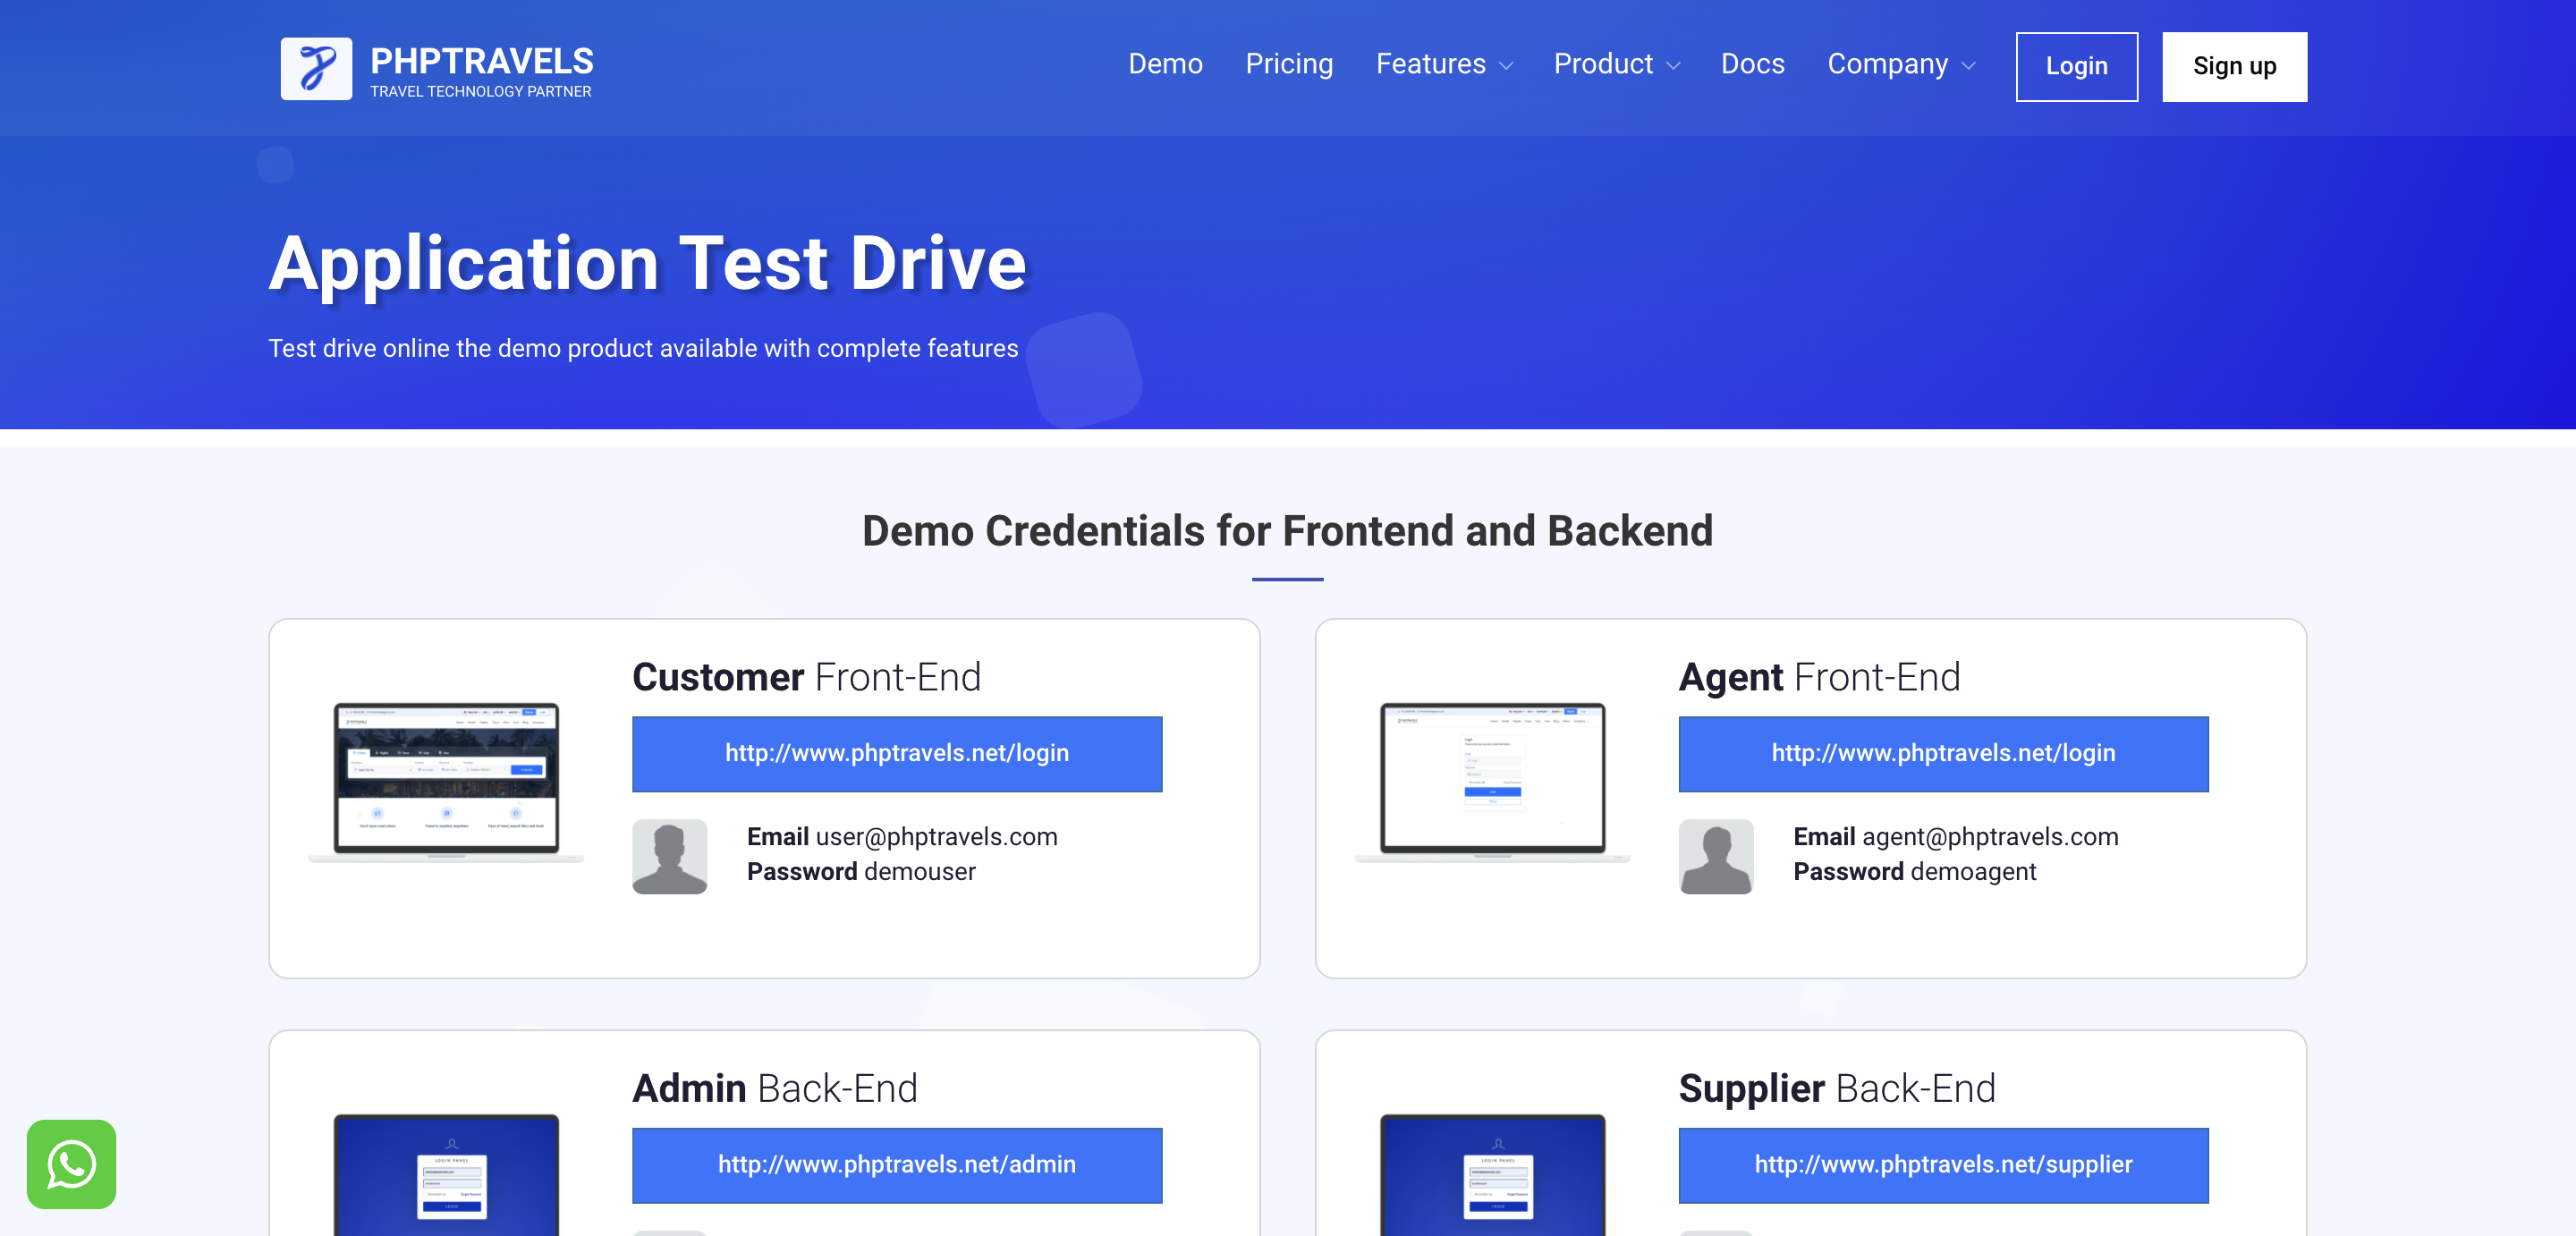 PHPTRAVELS
TRAVEL TECHNOLOGY PARTNER
Demo Pricing Features Product Docs Company Login Sign up
Application Test Drive
Test drive online the demo product available with complete features
Demo Credentials for Frontend and Backend
Customer Front-End
http://www.phptravels.net/login
Email user@phptravels.com
Password demouser
Agent Front-End
http://www.phptravels.net/login
Email agent@phptravels.com
Password demoagent
Admin Back-End
http://www.phptravels.net/admin
LOGIN PANEL
Supplier Back-End
http://www.phptravels.net/supplier
LOGIN PANEL